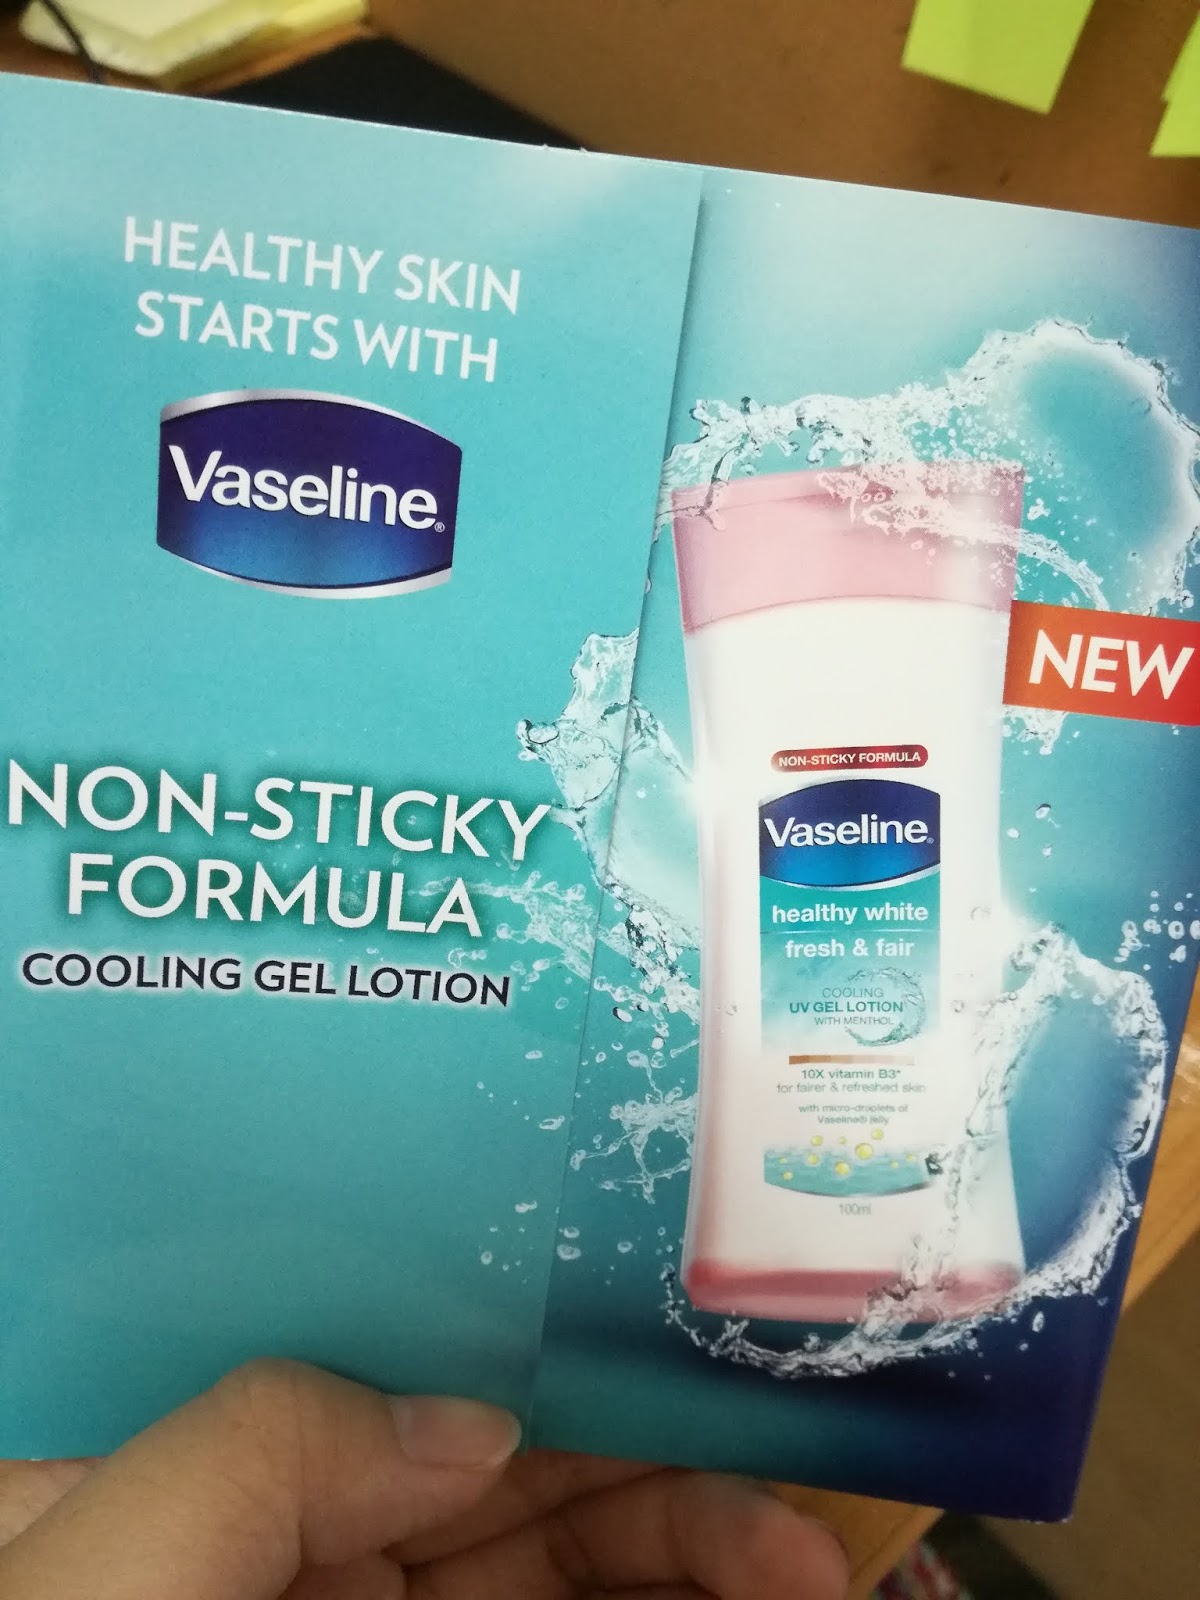 HEALTHY SKIN
STARTS WITH
Vaseline®
NON-STICKY
FORMULA
COOLING GEL LOTION
NEW
NON-STICKY FORMULA
Vaseline®
healthy white
fresh & fair
COOLING
UV GEL LOTION
WITH MENTHOL
10X vitamin B3*
for fairer & refreshed skin
with micro-droplets of
Vaseline® jelly
100ml